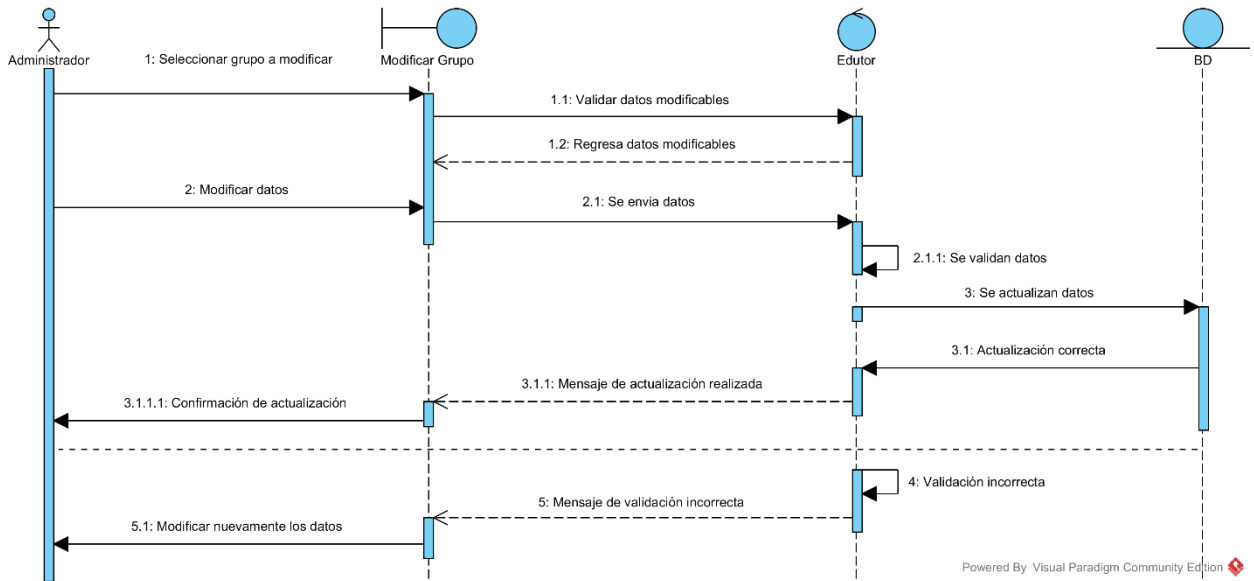 Administrador
Modificar Grupo
Edutor
BD
1: Seleccionar grupo a modificar
1.1: Validar datos modificables
1.2: Regresa datos modificables
2: Modificar datos
2.1: Se envia datos
2.1.1: Se validan datos
3: Se actualizan datos
3.1: Actualización correcta
3.1.1: Mensaje de actualización realizada
3.1.1.1: Confirmación de actualización
4: Validación incorrecta
5: Mensaje de validación incorrecta
5.1: Modificar nuevamente los datos
Powered By Visual Paradigm Community Edition